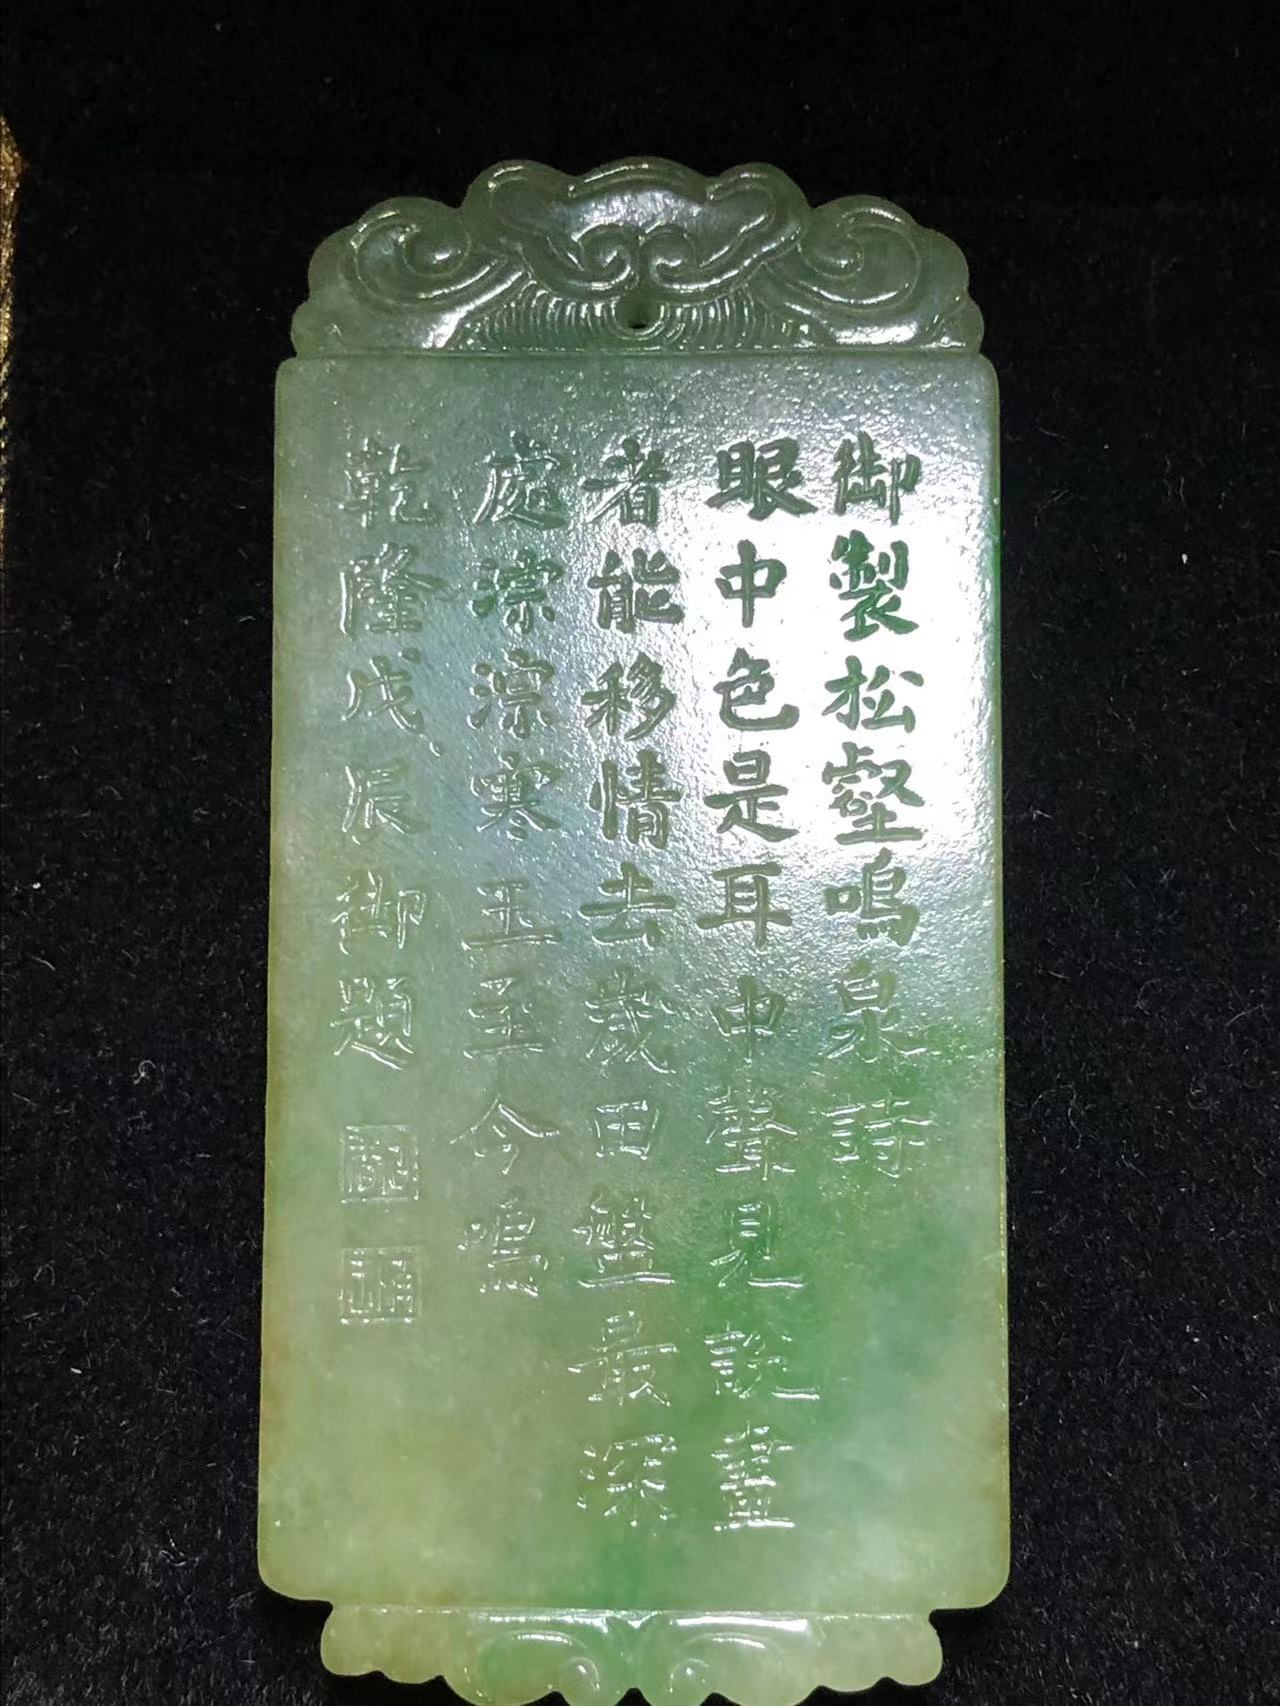 御製松壑鳴泉詩
眼中色是耳中聲見説畫
者能移情去歲田盤最深
處淙淙寒玉至今鳴
乾隆戊辰御題